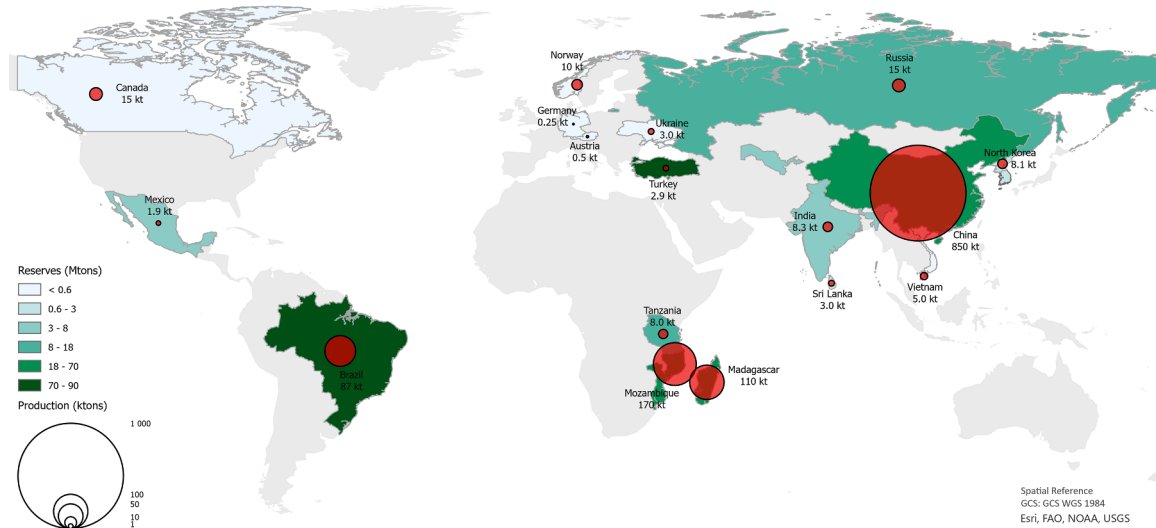 Canada
15 kt
Norway
10 kt
Russia
15 kt
Germany
0.25 kt
Austria
0.5 kt
Ukraine
3.0 kt
North Korea
8.1 kt
Turkey
2.9 kt
Mexico
1.9 kt
India
8.3 kt
China
850 kt
Sri Lanka
3.0 kt
Vietnam
5.0 kt
Tanzania
8.0 kt
Madagascar
110 kt
Mozambique
170 kt
Brazil
87 kt
Reserves (Mtons)
< 0.6
0.6 - 3
3 - 8
8 - 18
18 - 70
70 - 90
Production (ktons)
1 000
100
50
10
1
Spatial Reference
GCS: GCS WGS 1984
Esri, FAO, NOAA, USGS